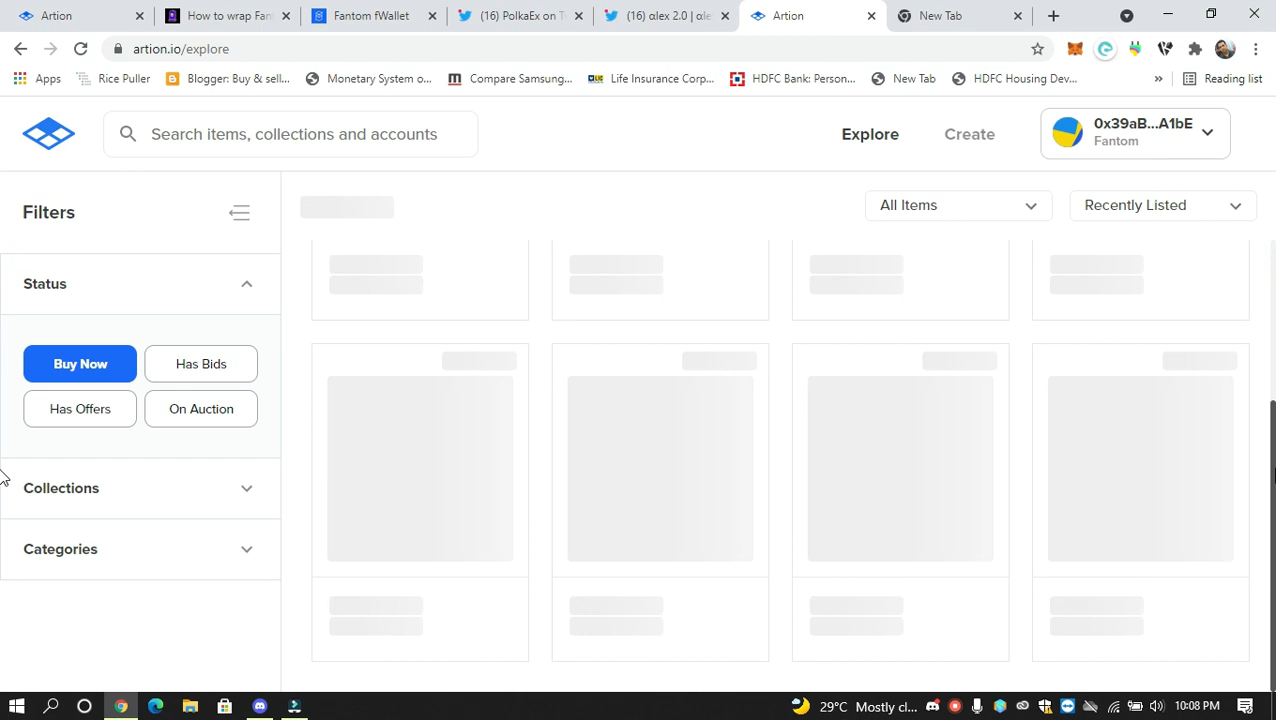 Artion
How to wrap Fant
Fantom fWallet
(16) PolkaEx on T
(16) αlex 2.0 | αle
Artion
New Tab
artion.io/explore
Apps
Rice Puller
Blogger: Buy & sell...
Monetary System o...
Compare Samsung...
Life Insurance Corp...
HDFC Bank: Person...
New Tab
HDFC Housing Dev...
»
Reading list
Search items, collections and accounts
Explore
Create
0x39aB...A1bE
Fantom
Filters
All Items
Recently Listed
Status
Buy Now
Has Bids
Has Offers
On Auction
Collections
Categories
29°C Mostly cl...
10:08 PM